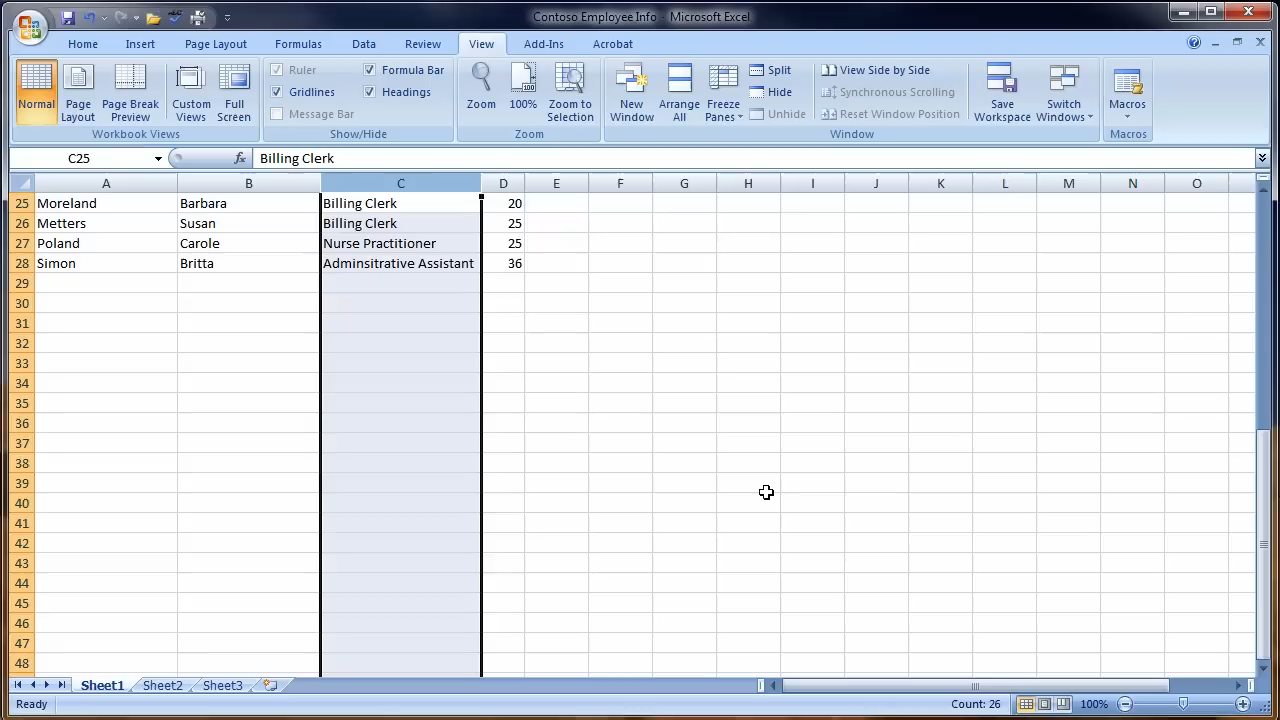 Contoso Employee Info - Microsoft Excel
Home Insert Page Layout Formulas Data Review View Add-Ins Acrobat
Normal Page Layout Page Break Preview Custom Views Full Screen
Workbook Views
Ruler Formula Bar
Gridlines Headings
Message Bar
Show/Hide
Zoom 100% Zoom to Selection
Zoom
New Window Arrange All Freeze Panes
Split
Hide
Unhide
View Side by Side
Synchronous Scrolling
Reset Window Position
Save Workspace Switch Windows
Window
Macros
Macros
C25 fx Billing Clerk
A B C D E F G H I J K L M N O
25 Moreland Barbara Billing Clerk 20
26 Metters Susan Billing Clerk 25
27 Poland Carole Nurse Practitioner 25
28 Simon Britta Adminsitrative Assistant 36
29
30
31
32
33
34
35
36
37
38
39
40
41
42
43
44
45
46
47
48
Sheet1 Sheet2 Sheet3
Ready Count: 26 100%